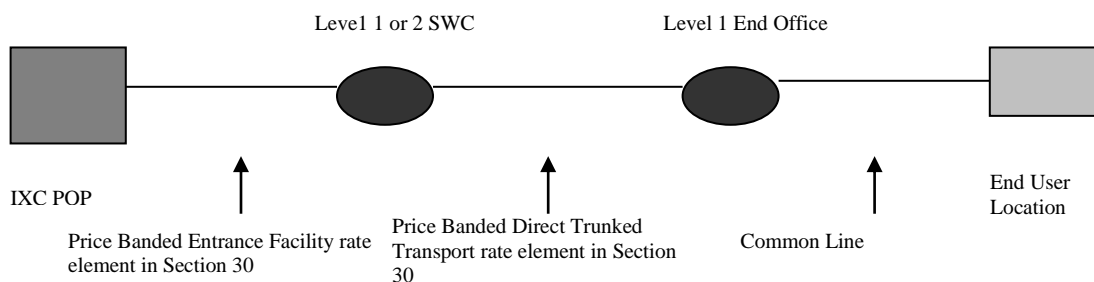 Level 1 or 2 SWC
Level 1 End Office
IXC POP
Price Banded Entrance Facility rate
element in Section 30
Price Banded Direct Trunked
Transport rate element in Section
30
Common Line
End User
Location